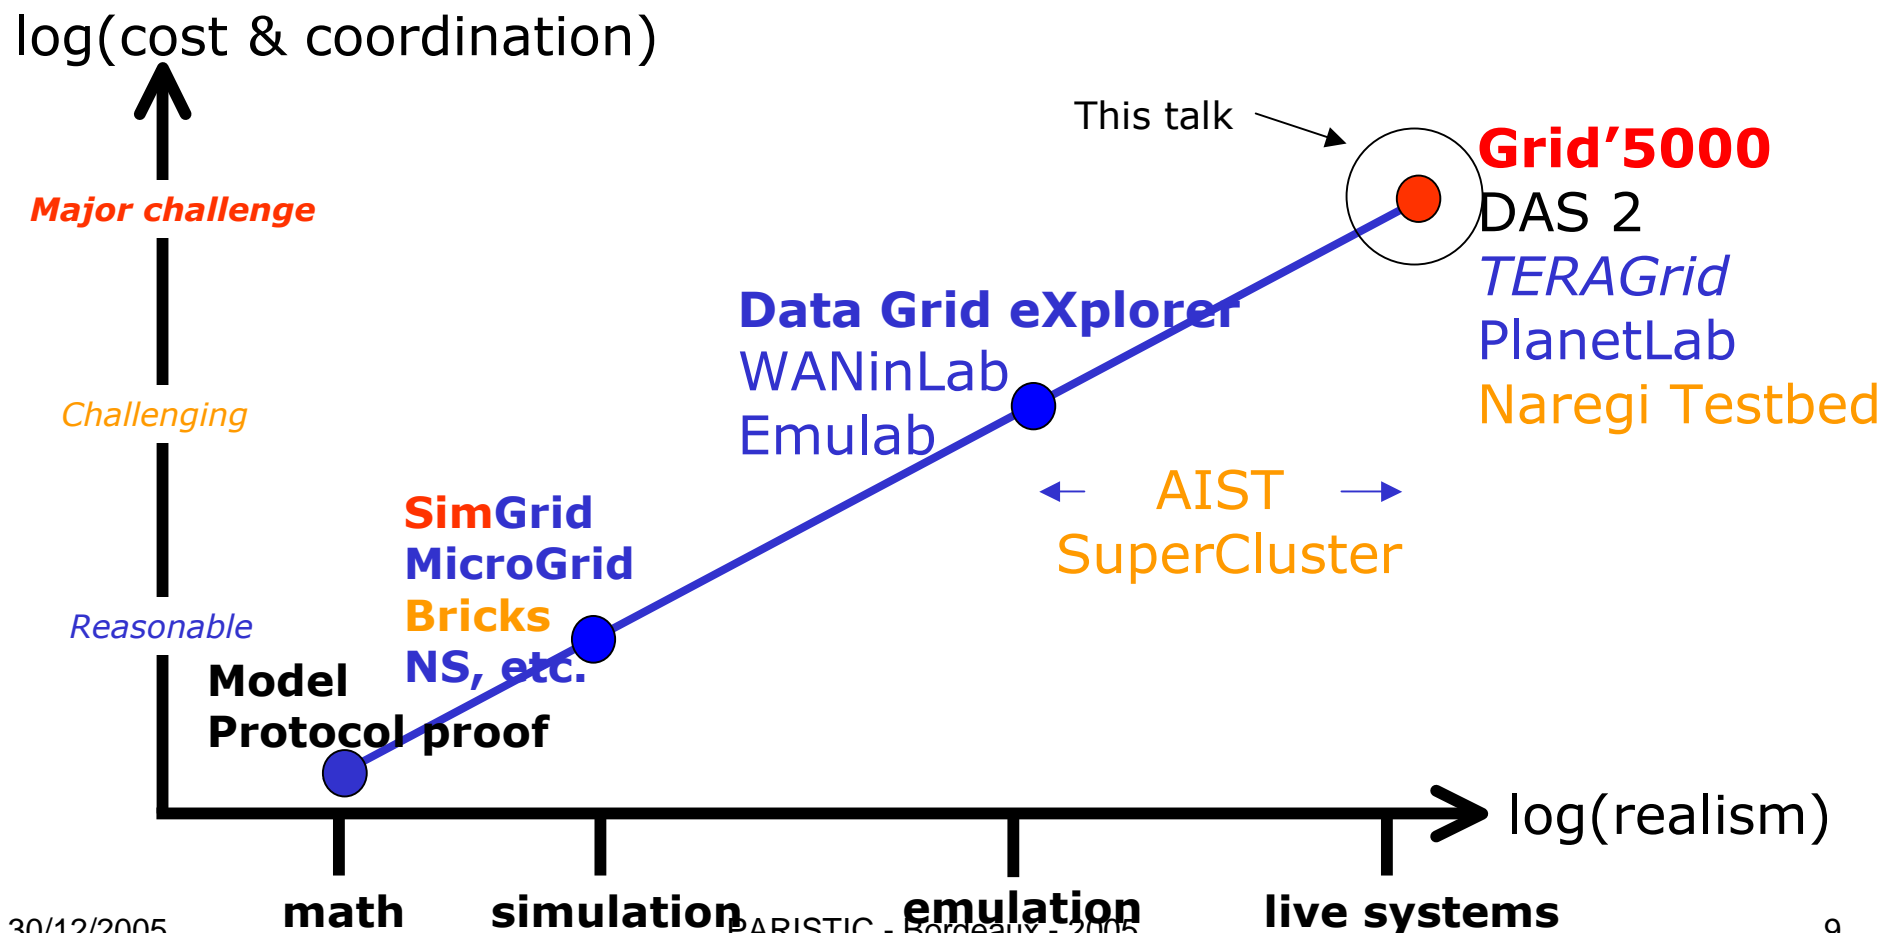 log(cost & coordination)
This talk
Major challenge
Challenging
Reasonable
Grid’5000
DAS 2
TERAGrid
PlanetLab
Naregi Testbed
Data Grid eXplorer
WANinLab
Emulab
AIST
SuperCluster
SimGrid
MicroGrid
Bricks
NS, etc.
Model
Protocol proof
log(realism)
math
simulation
emulation
live systems
30/12/2005
PARISTIC - Bordeaux - 2005
9